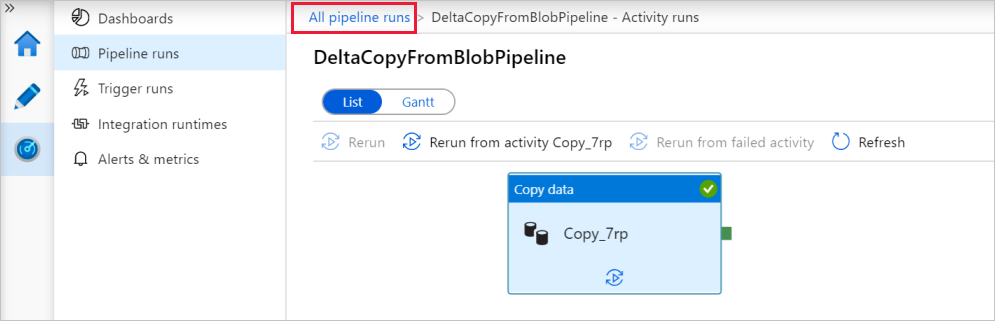 »
Dashboards
Pipeline runs
Trigger runs
Integration runtimes
Alerts & metrics
All pipeline runs > DeltaCopyFromBlobPipeline - Activity runs
DeltaCopyFromBlobPipeline
List Gantt
Rerun Rerun from activity Copy_7rp Rerun from failed activity Refresh
Copy data
Copy_7rp